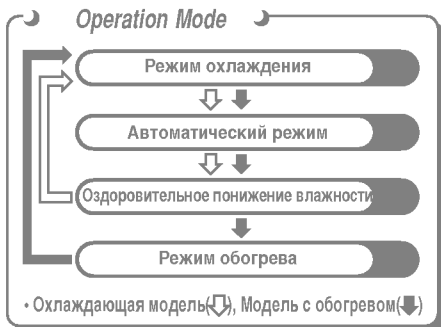 Operation Mode
Режим охлаждения
Автоматический режим
Оздоровительное понижение влажности
Режим обогрева
• Охлаждающая модель(⇩), Модель с обогревом(🡇)